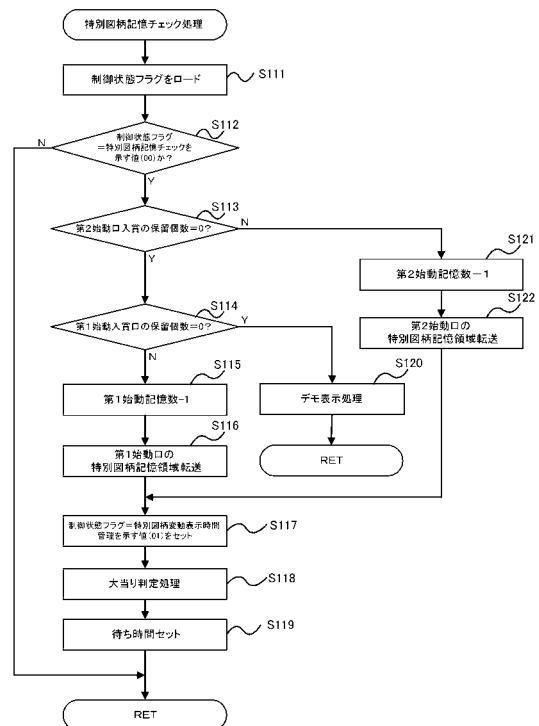 特別図柄記憶チェック処理
制御状態フラグをロード
S111
制御状態フラグ
=特別図柄記憶チェックを
示す値(00)か?
S112
N
Y
第2始動口入賞の保留個数=0?
S113
N
Y
第2始動記憶数-1
S121
第2始動口の
特別図柄記憶領域転送
S122
第1始動入賞口の保留個数=0?
S114
Y
N
第1始動記憶数-1
S115
デモ表示処理
S120
第1始動口の
特別図柄記憶領域転送
S116
RET
制御状態フラグ=特別図柄変動表示時間
管理を示す値(01)をセット
S117
大当り判定処理
S118
待ち時間セット
S119
RET